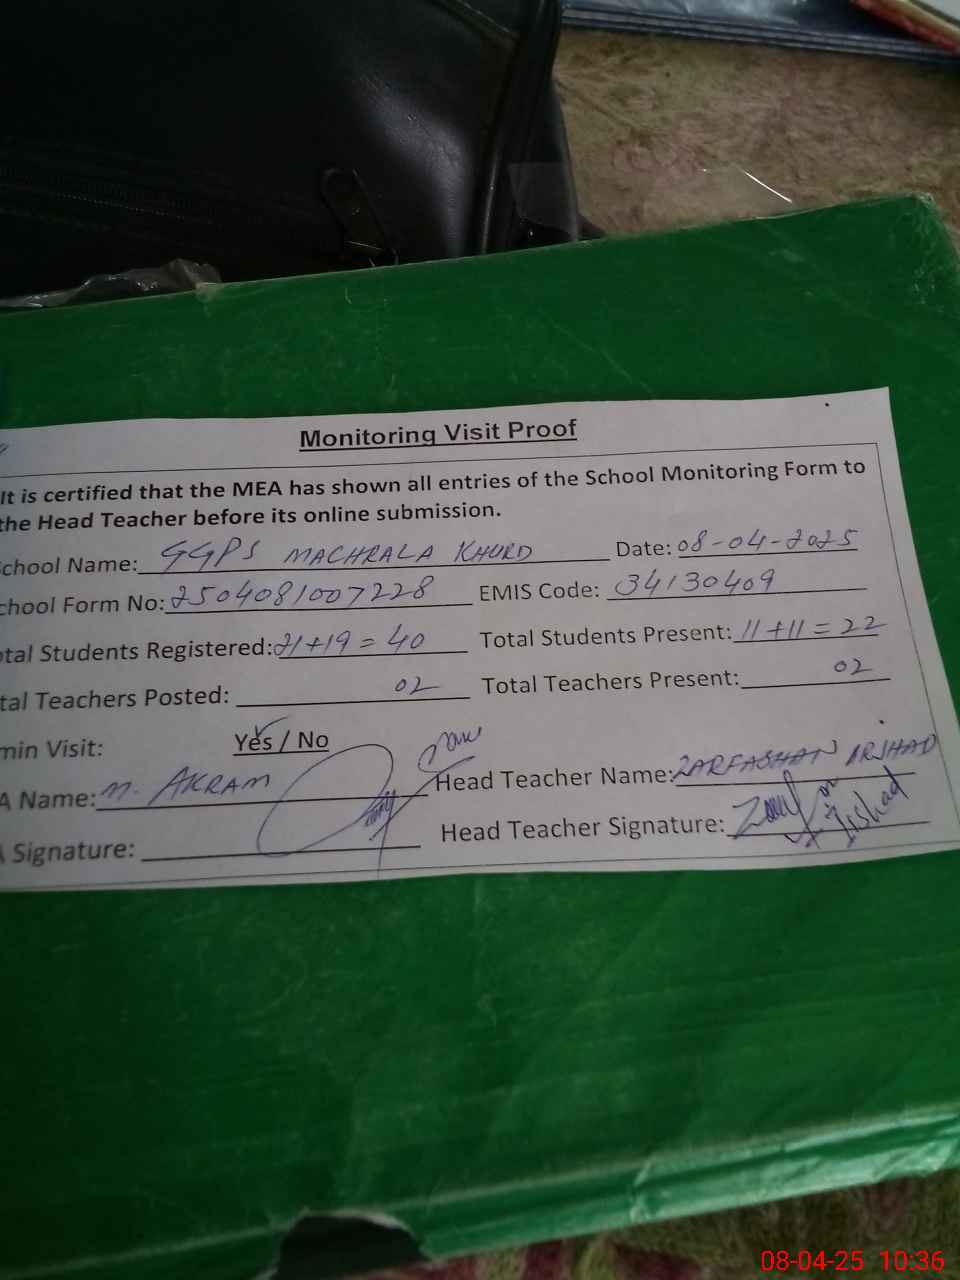 Monitoring Visit Proof
It is certified that the MEA has shown all entries of the School Monitoring Form to
the Head Teacher before its online submission.
chool Name: GGPS MACHRALA KHURD Date: 08-04-2025
chool Form No: 2504081007228 EMIS Code: 34130409
otal Students Registered: 21+19 = 40 Total Students Present: 11+11 = 22
tal Teachers Posted: 02 Total Teachers Present: 02
min Visit: Yes / No
A Name: M. AKRAM Head Teacher Name: ZARFASHAN ARSHAD
A Signature: Head Teacher Signature:
08-04-25 10:36